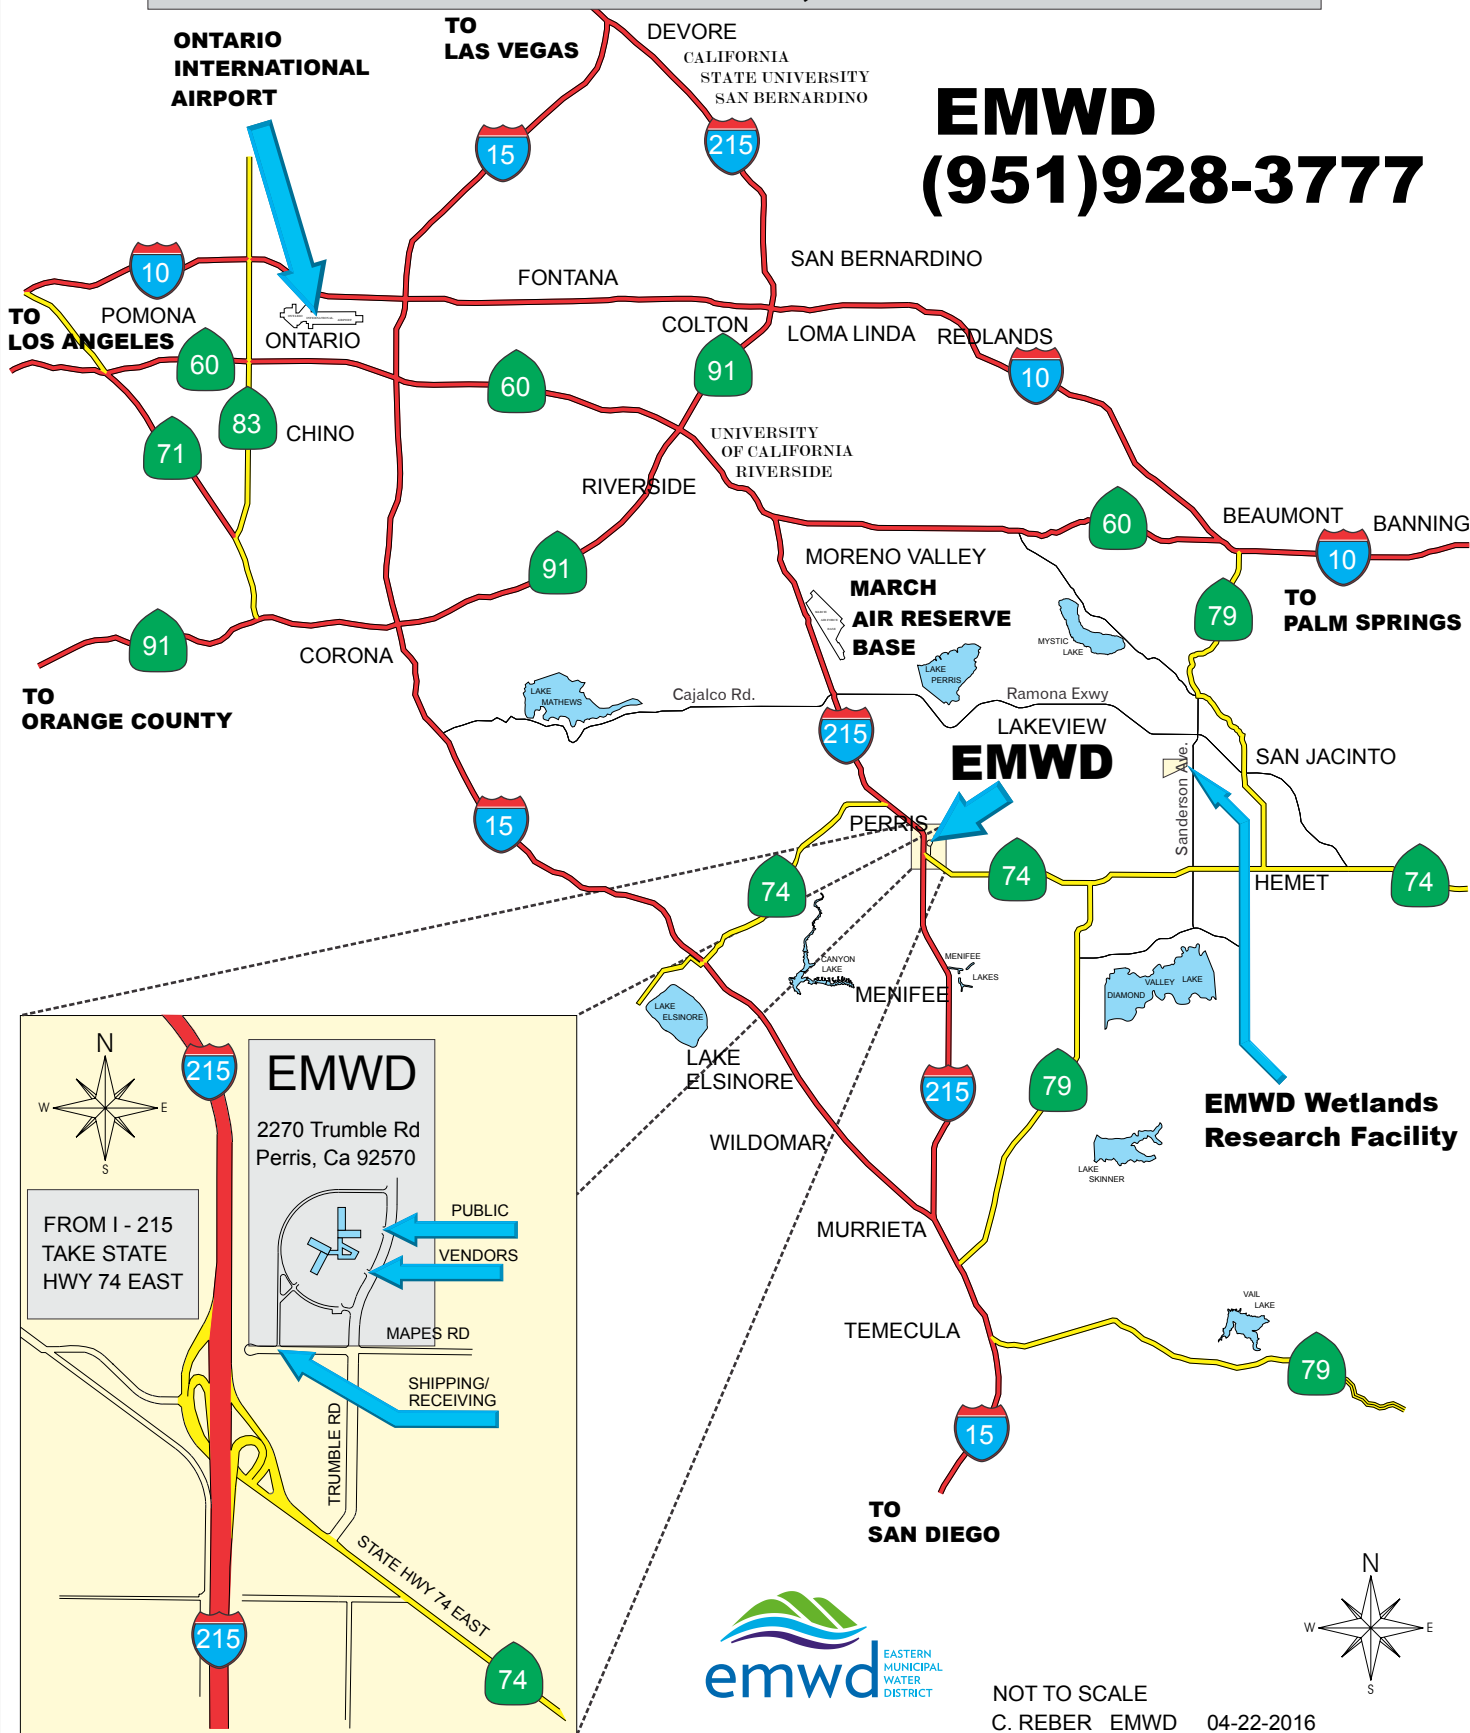 TO
LAS VEGAS
DEVORE
CALIFORNIA
STATE UNIVERSITY
SAN BERNARDINO
ONTARIO
INTERNATIONAL
AIRPORT
EMWD
(951)928-3777
15
215
10
SAN BERNARDINO
FONTANA
TO
LOS ANGELES
POMONA
ONTARIO
COLTON
LOMA LINDA
REDLANDS
60
60
91
10
83
CHINO
71
UNIVERSITY
OF CALIFORNIA
RIVERSIDE
RIVERSIDE
60
BEAUMONT
BANNING
10
91
MORENO VALLEY
MARCH
AIR RESERVE
BASE
79
TO
PALM SPRINGS
91
CORONA
MYSTIC
LAKE
LAKE
PERRIS
LAKE
MATHEWS
Cajalco Rd.
Ramona Exwy
TO
ORANGE COUNTY
215
LAKEVIEW
EMWD
SAN JACINTO
Sanderson Ave.
15
PERRIS
74
74
HEMET
74
CANYON
LAKE
MENIFEE
LAKES
MENIFEE
DIAMOND
VALLEY
LAKE
LAKE
ELSINORE
LAKE
ELSINORE
215
79
EMWD Wetlands
Research Facility
WILDOMAR
LAKE
SKINNER
MURRIETA
TEMECULA
VAIL
LAKE
79
15
TO
SAN DIEGO
N
W
E
S
215
EMWD
2270 Trumble Rd
Perris, Ca 92570
FROM I - 215
TAKE STATE
HWY 74 EAST
PUBLIC
VENDORS
MAPES RD
SHIPPING/
RECEIVING
TRUMBLE RD
STATE HWY 74 EAST
215
74
emwd
EASTERN
MUNICIPAL
WATER
DISTRICT
N
W
E
S
NOT TO SCALE
C. REBER EMWD 04-22-2016